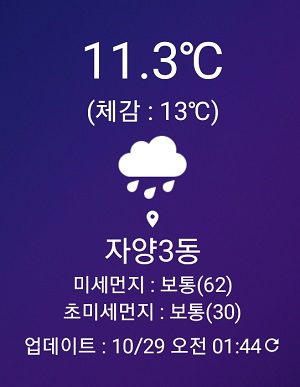 11.3℃
(체감 : 13℃)
자양3동
미세먼지 : 보통(62)
초미세먼지 : 보통(30)
업데이트 : 10/29 오전 01:44